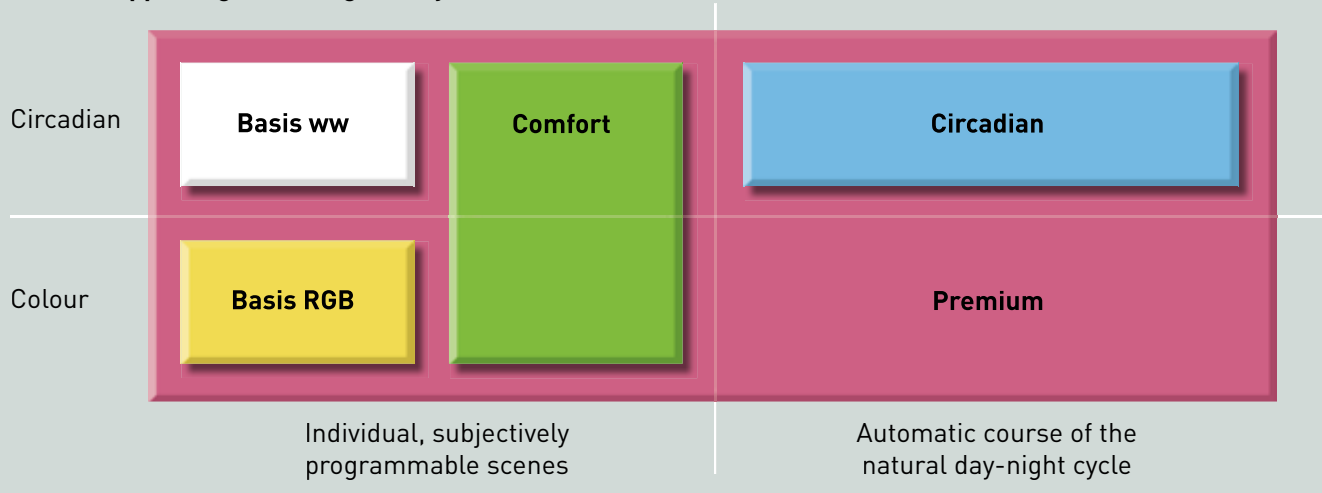 Circadian
Basis ww
Comfort
Circadian
Colour
Basis RGB
Premium
Individual, subjectively
programmable scenes
Automatic course of the
natural day-night cycle